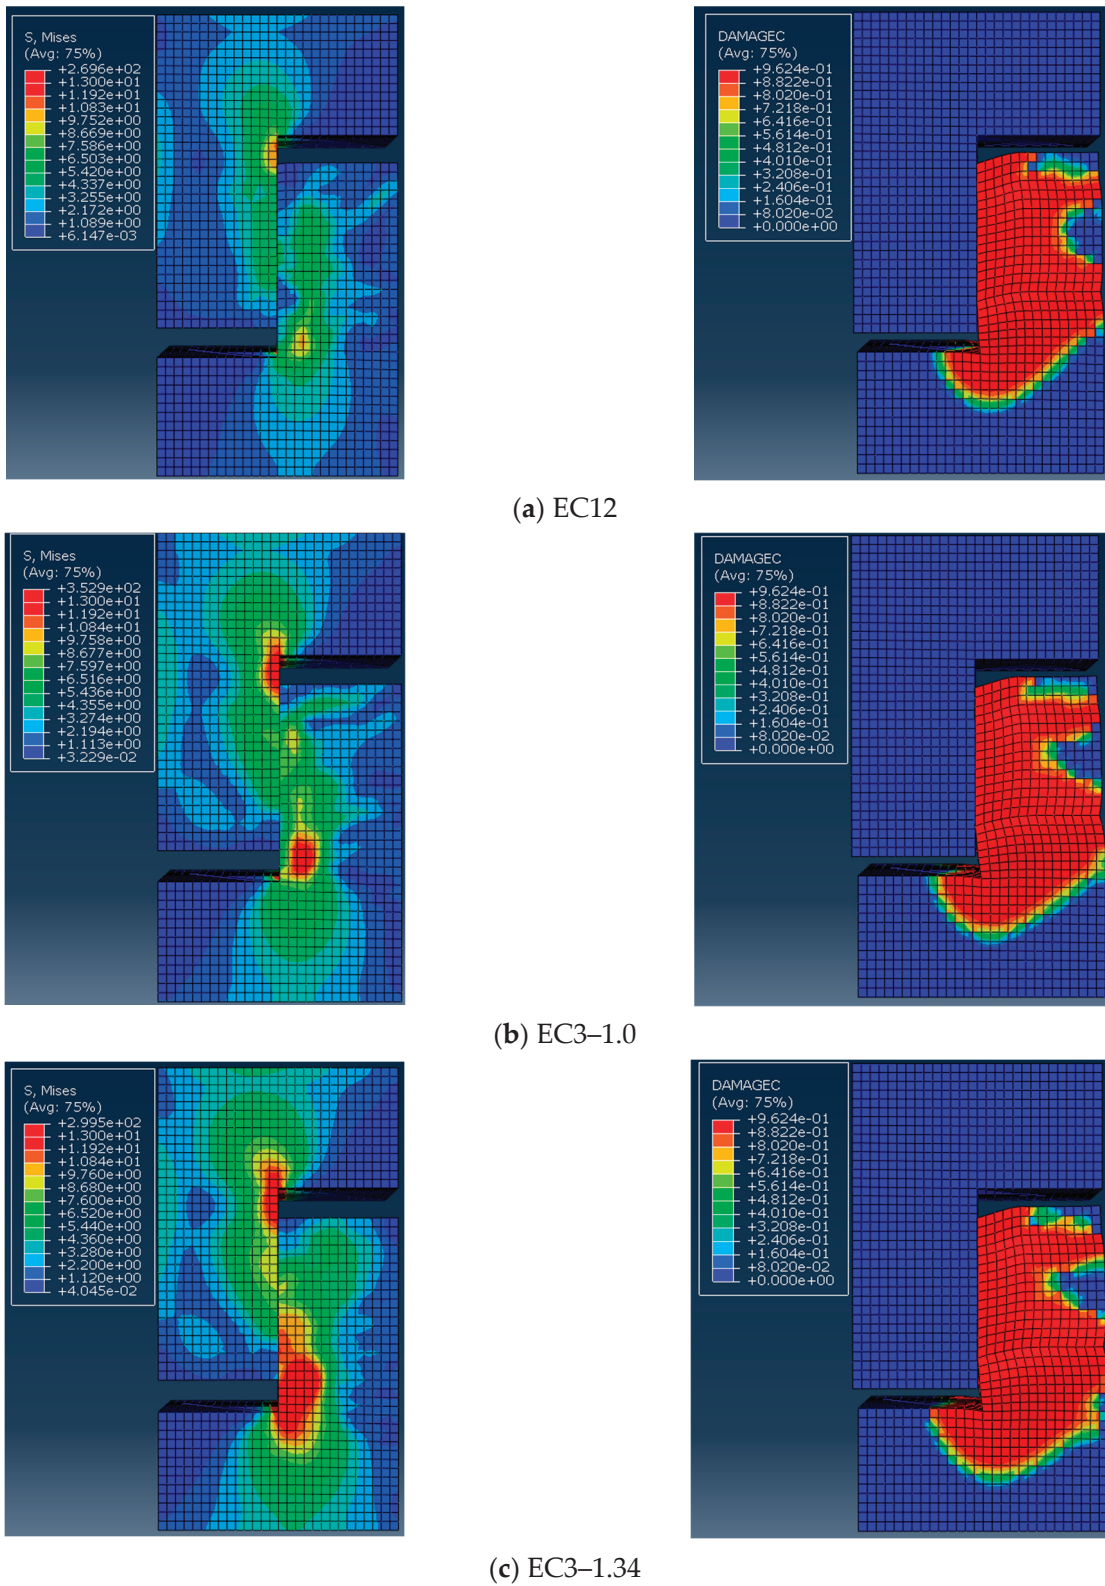 S, Mises
(Avg: 75%)
+2.696e+02
+1.300e+01
+1.192e+01
+1.083e+01
+9.752e+00
+8.669e+00
+7.586e+00
+6.503e+00
+5.420e+00
+4.337e+00
+3.255e+00
+2.172e+00
+1.089e+00
+6.147e-03
DAMAGEC
(Avg: 75%)
+9.624e-01
+8.822e-01
+8.020e-01
+7.218e-01
+6.416e-01
+5.614e-01
+4.812e-01
+4.010e-01
+3.208e-01
+2.406e-01
+1.604e-01
+8.020e-02
+0.000e+00
(a) EC12
S, Mises
(Avg: 75%)
+3.529e+02
+1.300e+01
+1.192e+01
+1.084e+01
+9.758e+00
+8.677e+00
+7.597e+00
+6.516e+00
+5.436e+00
+4.355e+00
+3.274e+00
+2.194e+00
+1.113e+00
+3.229e-02
DAMAGEC
(Avg: 75%)
+9.624e-01
+8.822e-01
+8.020e-01
+7.218e-01
+6.416e-01
+5.614e-01
+4.812e-01
+4.010e-01
+3.208e-01
+2.406e-01
+1.604e-01
+8.020e-02
+0.000e+00
(b) EC3–1.0
S, Mises
(Avg: 75%)
+2.995e+02
+1.300e+01
+1.192e+01
+1.084e+01
+9.760e+00
+8.680e+00
+7.600e+00
+6.520e+00
+5.440e+00
+4.360e+00
+3.280e+00
+2.200e+00
+1.120e+00
+4.045e-02
DAMAGEC
(Avg: 75%)
+9.624e-01
+8.822e-01
+8.020e-01
+7.218e-01
+6.416e-01
+5.614e-01
+4.812e-01
+4.010e-01
+3.208e-01
+2.406e-01
+1.604e-01
+8.020e-02
+0.000e+00
(c) EC3–1.34